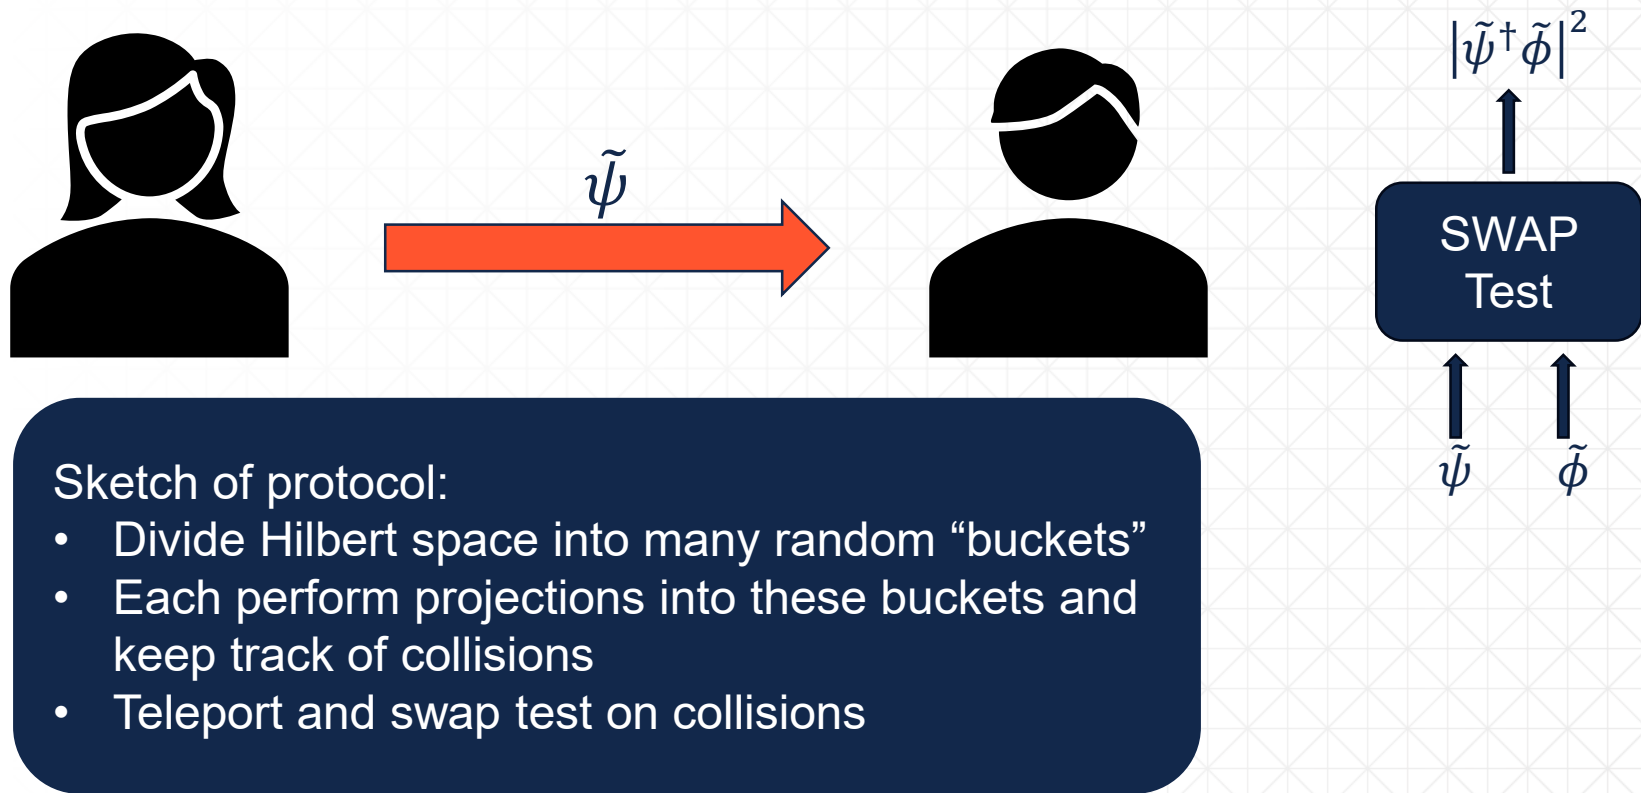 |ψ̃†ϕ̃|²
ψ̃
SWAP
Test
ψ̃ ϕ̃
Sketch of protocol:
• Divide Hilbert space into many random “buckets”
• Each perform projections into these buckets and
keep track of collisions
• Teleport and swap test on collisions